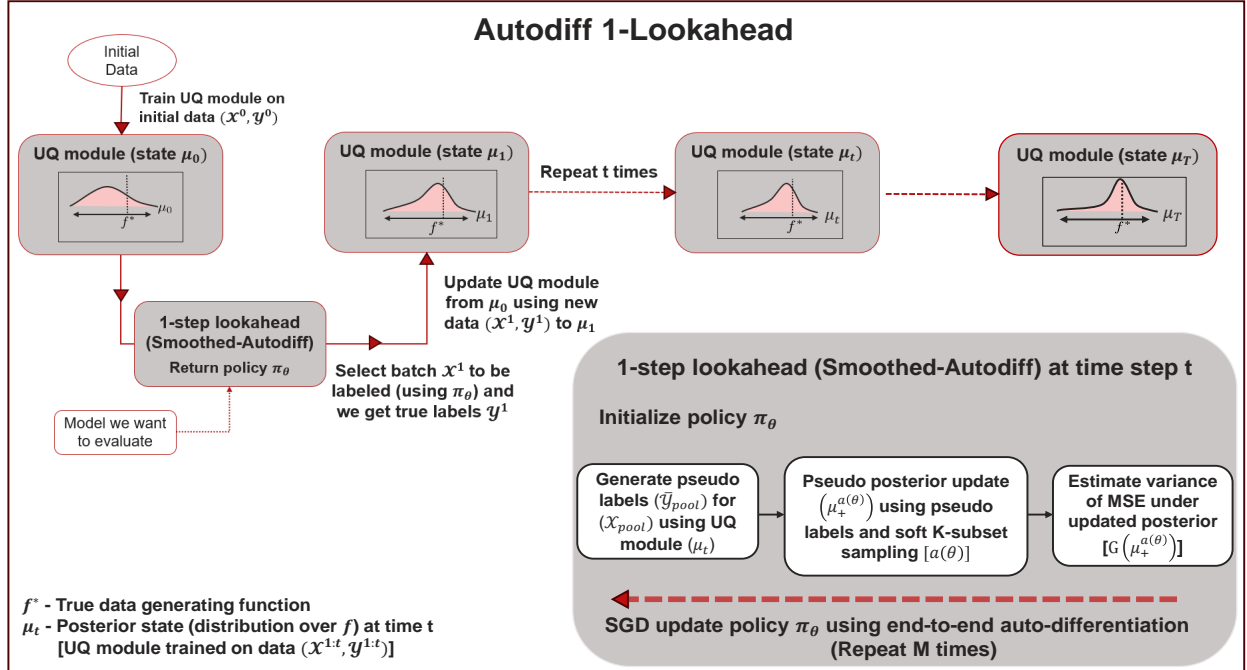 Autodiff 1-Lookahead
Initial
Data
Train UQ module on
initial data (𝒳⁰, 𝒴⁰)
UQ module (state μ₀)
μ₀
f*
UQ module (state μ₁)
μ₁
f*
Repeat t times
UQ module (state μₜ)
μₜ
f*
UQ module (state μ_T)
μ_T
f*
1-step lookahead
(Smoothed-Autodiff)
Return policy π_θ
Model we want
to evaluate
Select batch 𝒳¹ to be
labeled (using π_θ) and
we get true labels 𝒴¹
Update UQ module
from μ₀ using new
data (𝒳¹, 𝒴¹) to μ₁
1-step lookahead (Smoothed-Autodiff) at time step t
Initialize policy π_θ
Generate pseudo
labels (𝒴̄_pool) for
(𝒳_pool) using UQ
module (μₜ)
Pseudo posterior update
(μ₊^a(θ)) using pseudo
labels and soft K-subset
sampling [a(θ)]
Estimate variance
of MSE under
updated posterior
[G(μ₊^a(θ))]
SGD update policy π_θ using end-to-end auto-differentiation
(Repeat M times)
f* - True data generating function
μₜ - Posterior state (distribution over f) at time t
[UQ module trained on data (𝒳^1:t, 𝒴^1:t)]